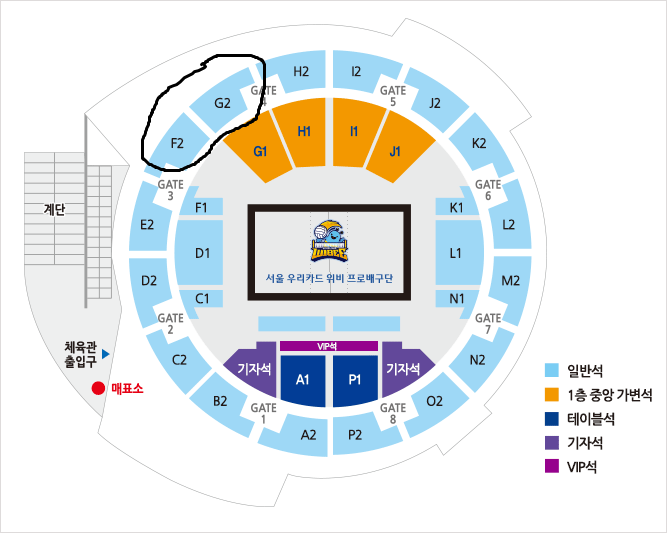 H2
I2
G2
GATE
4
GATE
5
J2
F2
H1
I1
K2
G1
J1
GATE
3
GATE
6
계단
F1
K1
E2
L2
D1
L1
서울 우리카드 위비 프로배구단
D2
M2
C1
N1
GATE
2
GATE
7
체육관
출입구
VIP석
C2
N2
기자석
A1
P1
기자석
매표소
B2
O2
GATE
1
GATE
8
A2
P2
일반석
1층 중앙 가변석
테이블석
기자석
VIP석